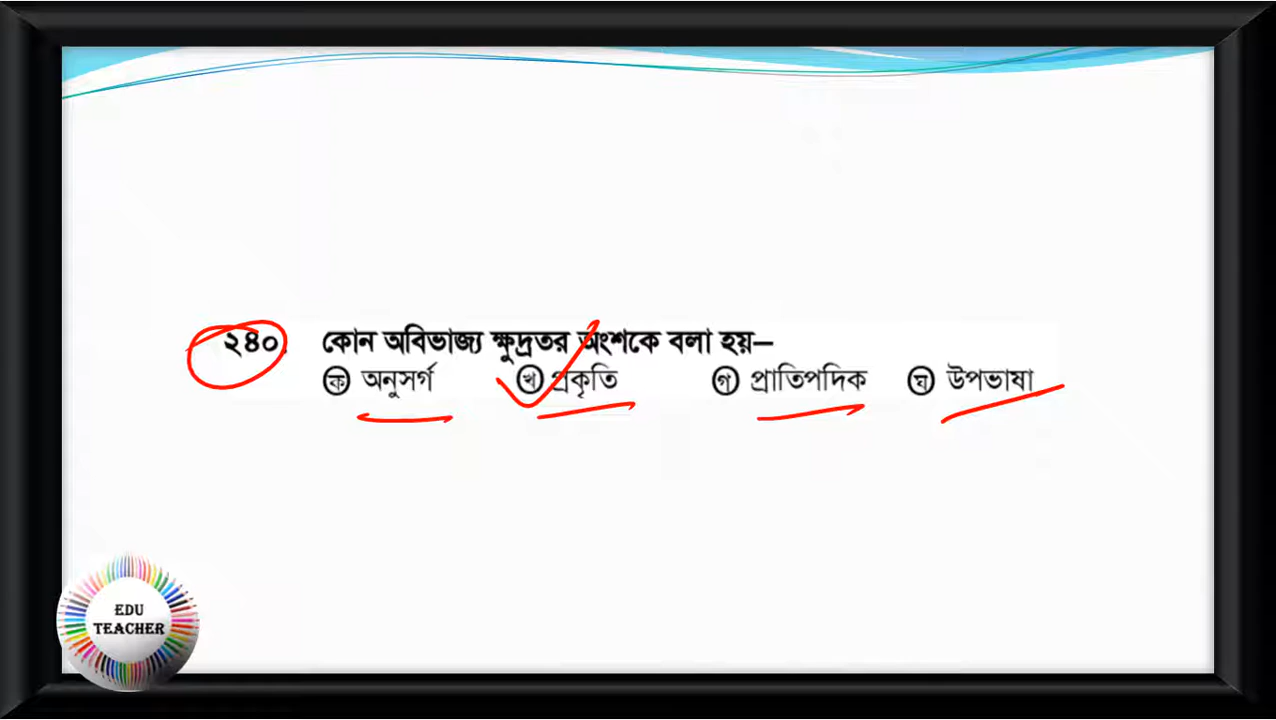 ২৪০. কোন অবিভাজ্য ক্ষুদ্রতর অংশকে বলা হয়–
ক অনুসর্গ খ প্রকৃতি গ প্রাতিপদিক ঘ উপভাষা
EDU
TEACHER